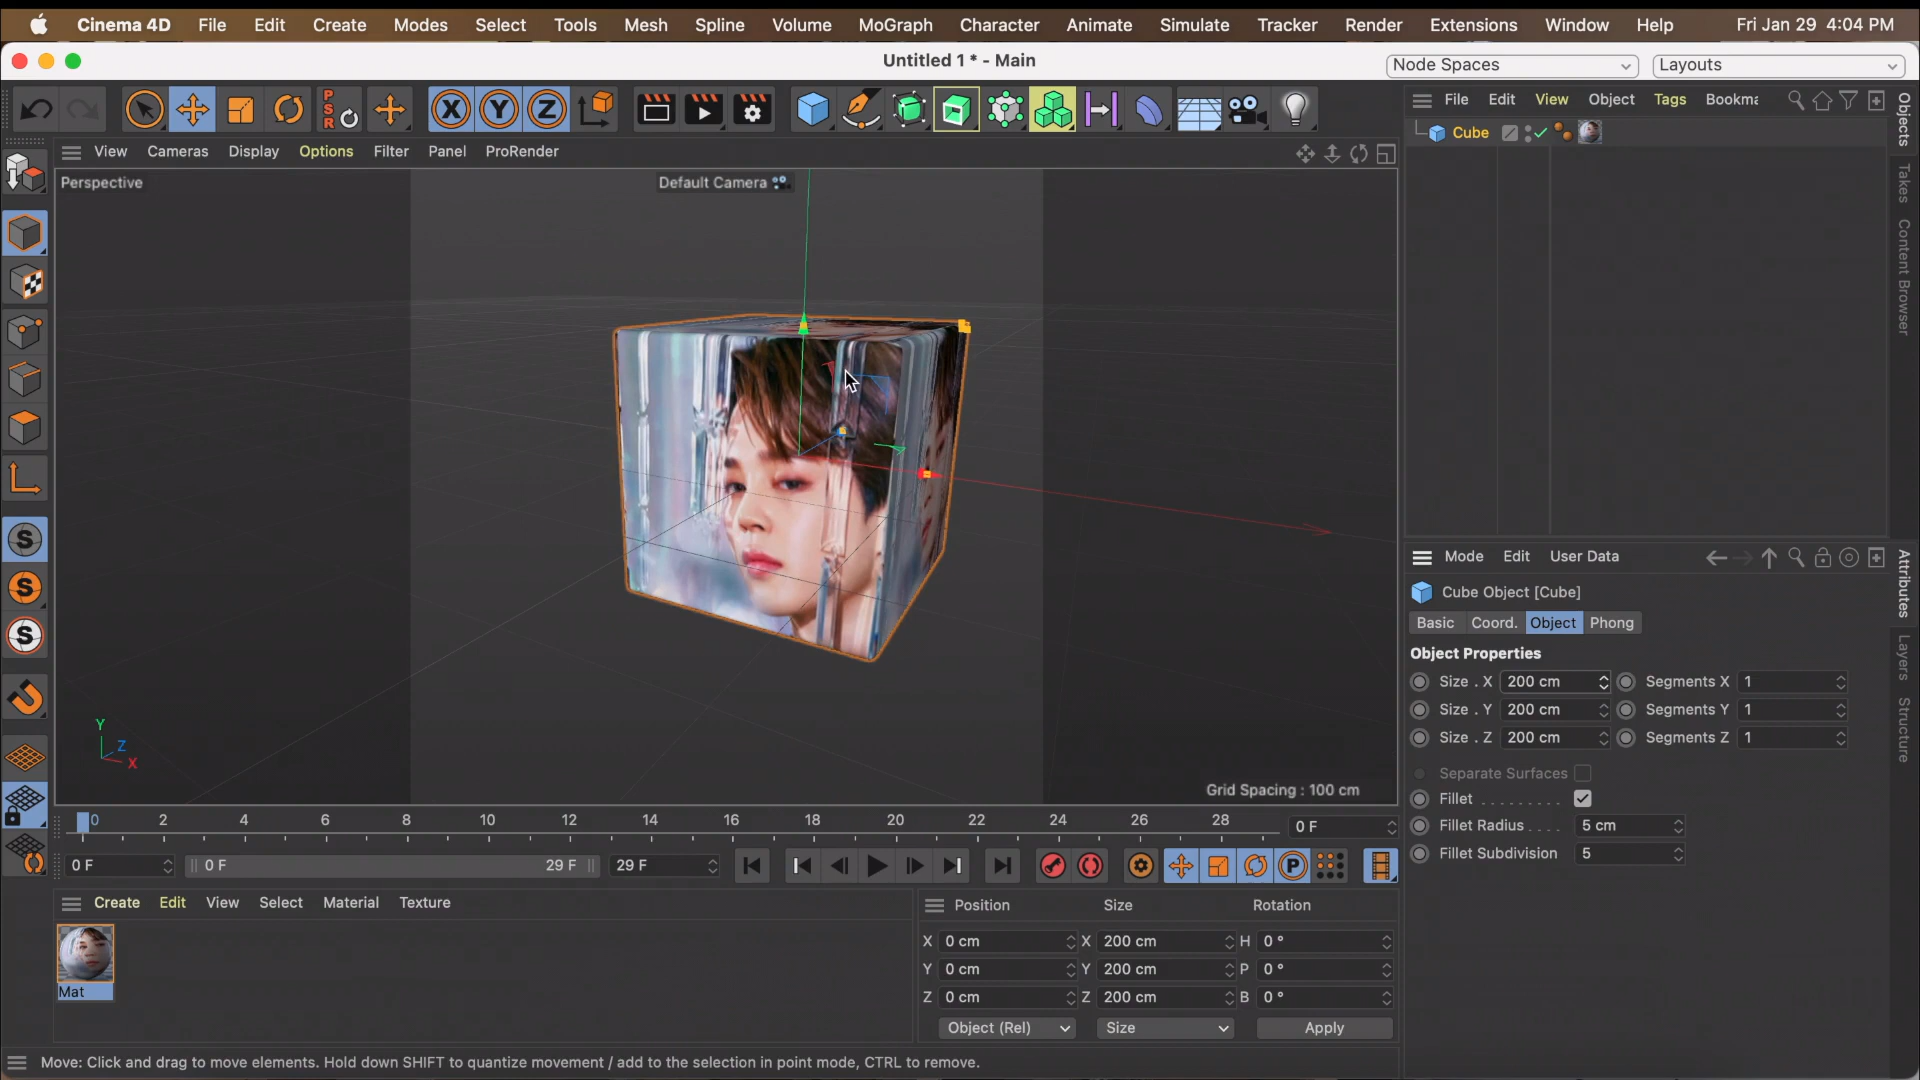 Cinema 4D File Edit Create Modes Select Tools Mesh Spline Volume MoGraph Character Animate Simulate Tracker Render Extensions Window Help Fri Jan 29 4:04 PM
Untitled 1 * - Main
Node Spaces Layouts
PSR X Y Z
File Edit View Object Tags Bookma
View Cameras Display Options Filter Panel ProRender
Cube
Perspective
Default Camera
Objects
Takes
Content Browser
S
S
S
Y
Z
X
Grid Spacing : 100 cm
Mode Edit User Data
Cube Object [Cube]
Basic Coord. Object Phong
Object Properties
Size . X 200 cm Segments X 1
Size . Y 200 cm Segments Y 1
Size . Z 200 cm Segments Z 1
Separate Surfaces
Fillet . . . . . . . . .
Fillet Radius . . . . 5 cm
Fillet Subdivision 5
Attributes
Layers
Structure
0 2 4 6 8 10 12 14 16 18 20 22 24 26 28 0 F
0 F 0 F 29 F 29 F P
Create Edit View Select Material Texture
Mat
Position Size Rotation
X 0 cm X 200 cm H 0 °
Y 0 cm Y 200 cm P 0 °
Z 0 cm Z 200 cm B 0 °
Object (Rel) Size Apply
Move: Click and drag to move elements. Hold down SHIFT to quantize movement / add to the selection in point mode, CTRL to remove.